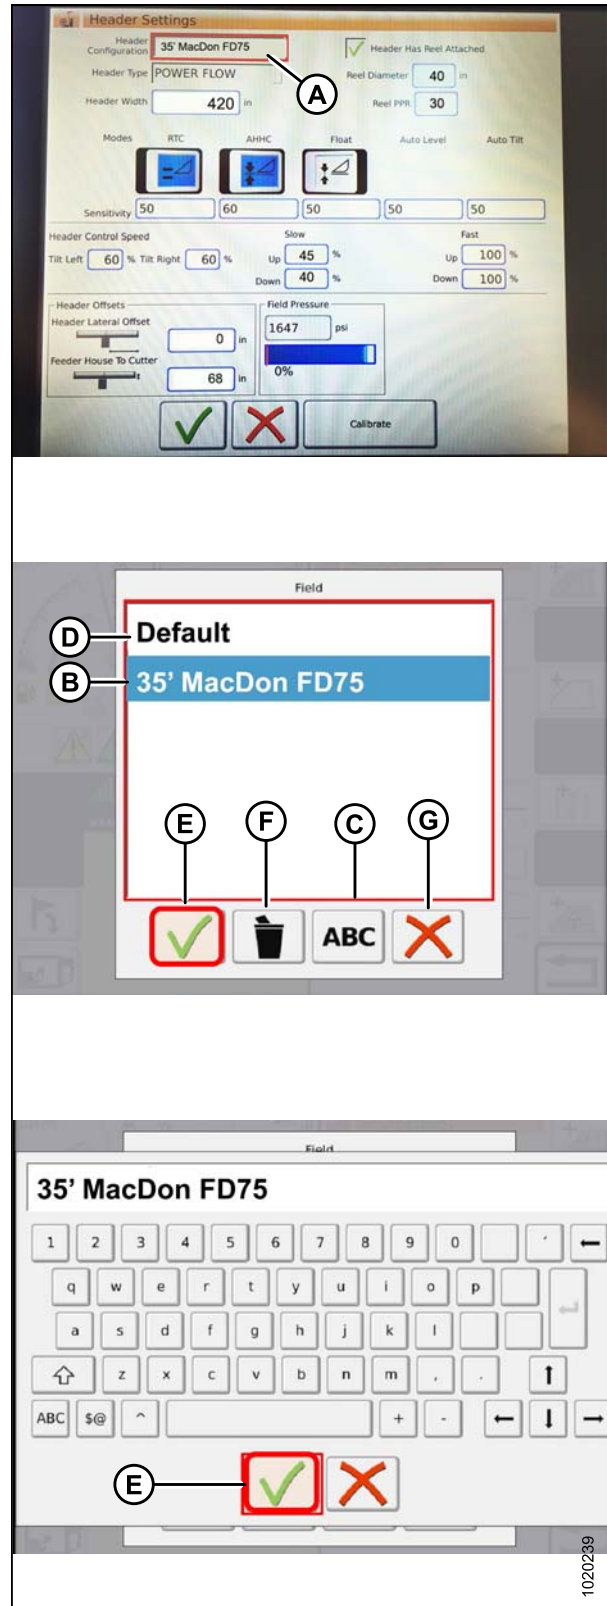 Header Settings
Header Configuration 35' MacDon FD75 Header Has Reel Attached
Header Type POWER FLOW Reel Diameter 40 in
A
Header Width 420 in Reel PPR 30
Modes RTC AHHC Float Auto Level Auto Tilt
Sensitivity 50 60 50 50 50
Header Control Speed Slow Fast
Tilt Left 60 % Tilt Right 60 % Up 45 % Up 100 %
Down 40 % Down 100 %
Header Offsets Field Pressure
Header Lateral Offset 1647 psi
0 in
Feeder House To Cutter 0%
68 in
Calibrate
Field
D Default
B 35' MacDon FD75
E F C G
ABC
Field
35' MacDon FD75
1 2 3 4 5 6 7 8 9 0 ´ ←
q w e r t y u i o p
a s d f g h j k l
z x c v b n m , . ↑
ABC $@ ^ + - ← ↓ →
E
1020239